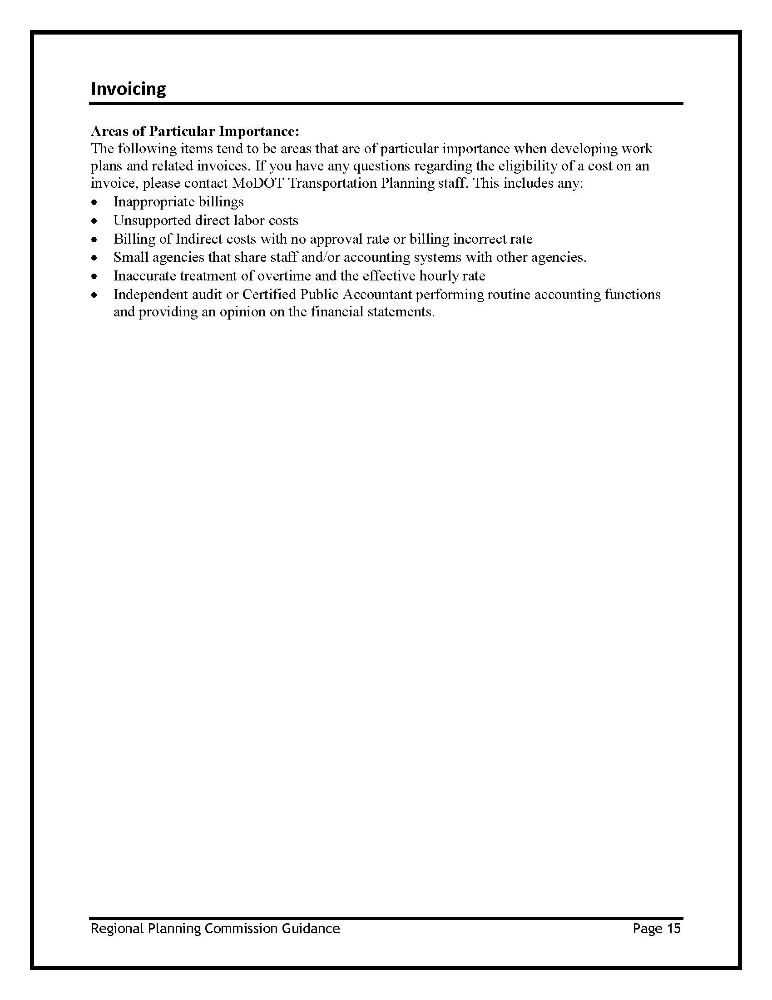 Invoicing
Areas of Particular Importance:
The following items tend to be areas that are of particular importance when developing work
plans and related invoices. If you have any questions regarding the eligibility of a cost on an
invoice, please contact MoDOT Transportation Planning staff. This includes any:
• Inappropriate billings
• Unsupported direct labor costs
• Billing of Indirect costs with no approval rate or billing incorrect rate
• Small agencies that share staff and/or accounting systems with other agencies.
• Inaccurate treatment of overtime and the effective hourly rate
• Independent audit or Certified Public Accountant performing routine accounting functions
and providing an opinion on the financial statements.
Regional Planning Commission Guidance Page 15